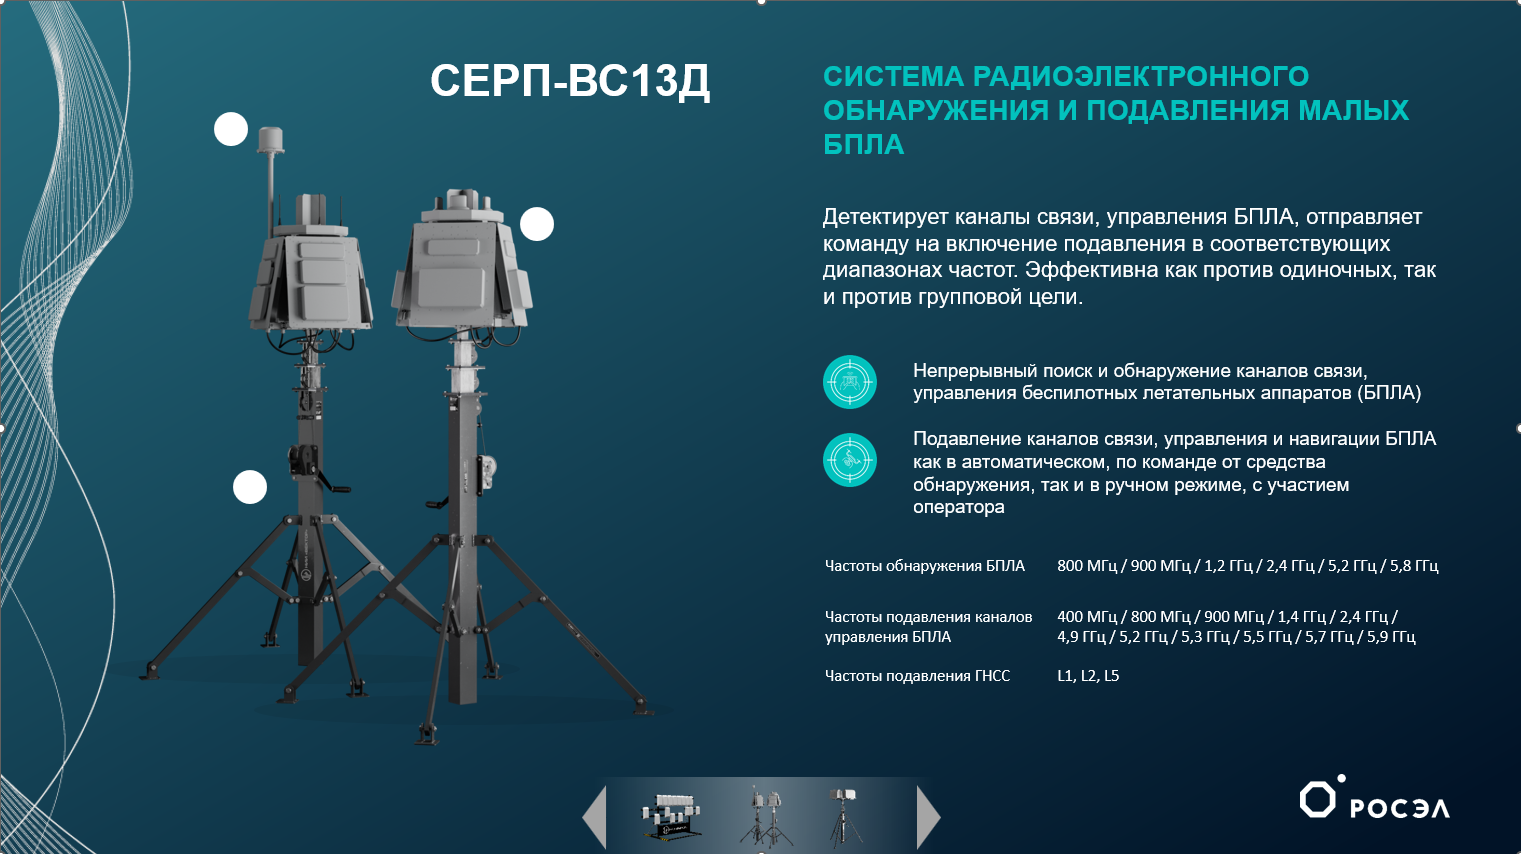 СЕРП-ВС13Д
СИСТЕМА РАДИОЭЛЕКТРОННОГО
ОБНАРУЖЕНИЯ И ПОДАВЛЕНИЯ МАЛЫХ
БПЛА
Детектирует каналы связи, управления БПЛА, отправляет
команду на включение подавления в соответствующих
диапазонах частот. Эффективна как против одиночных, так
и против групповой цели.
Непрерывный поиск и обнаружение каналов связи,
управления беспилотных летательных аппаратов (БПЛА)
Подавление каналов связи, управления и навигации БПЛА
как в автоматическом, по команде от средства
обнаружения, так и в ручном режиме, с участием
оператора
Частоты обнаружения БПЛА 800 МГц / 900 МГц / 1,2 ГГц / 2,4 ГГц / 5,2 ГГц / 5,8 ГГц
Частоты подавления каналов 400 МГц / 800 МГц / 900 МГц / 1,4 ГГц / 2,4 ГГц /
управления БПЛА 4,9 ГГц / 5,2 ГГц / 5,3 ГГц / 5,5 ГГц / 5,7 ГГц / 5,9 ГГц
Частоты подавления ГНСС L1, L2, L5
РОСЭЛ